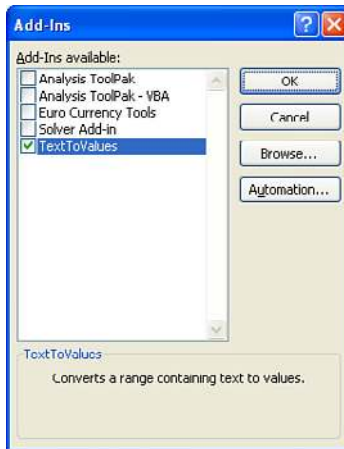 Add-Ins
Add-Ins available:
Analysis ToolPak
Analysis ToolPak - VBA
Euro Currency Tools
Solver Add-in
TextToValues
OK
Cancel
Browse...
Automation...
TextToValues
Converts a range containing text to values.